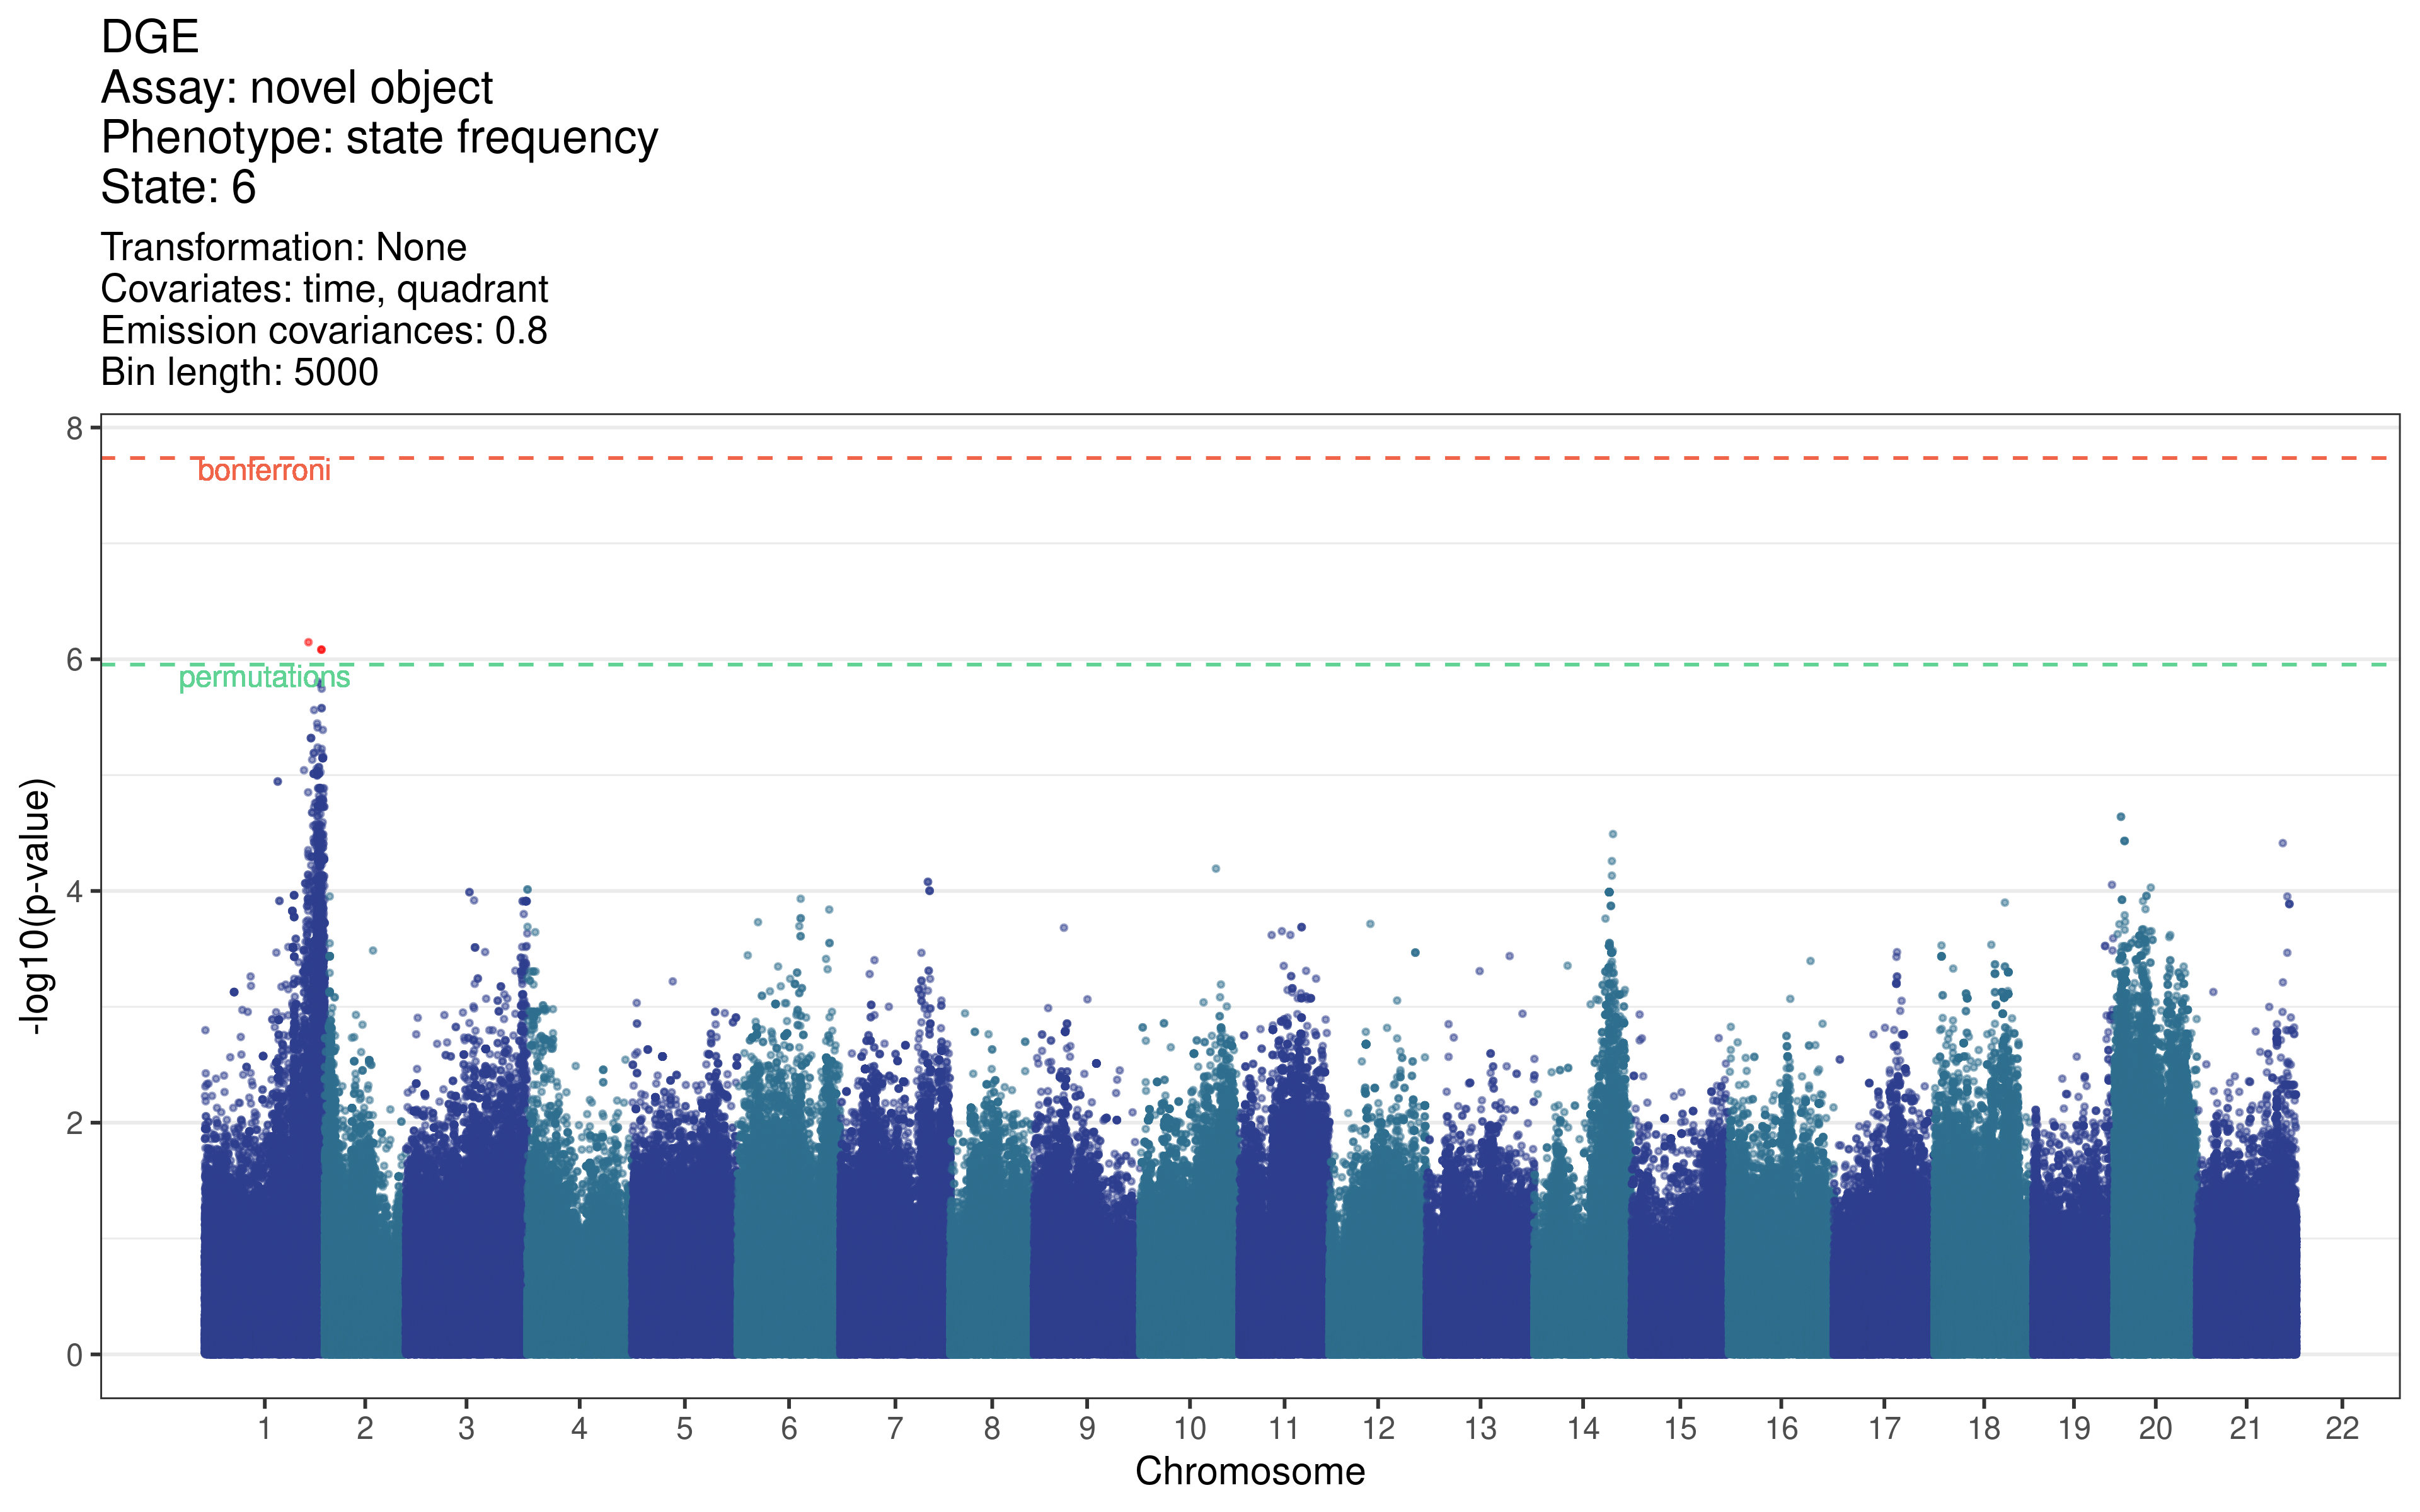 DGE
Assay: novel object
Phenotype: state frequency
State: 6
Transformation: None
Covariates: time, quadrant
Emission covariances: 0.8
Bin length: 5000
8
bonferroni
6
permutations
4
2
0
-log10(p-value)
1 2 3 4 5 6 7 8 9 10 11 12 13 14 15 16 17 18 19 20 21 22
Chromosome